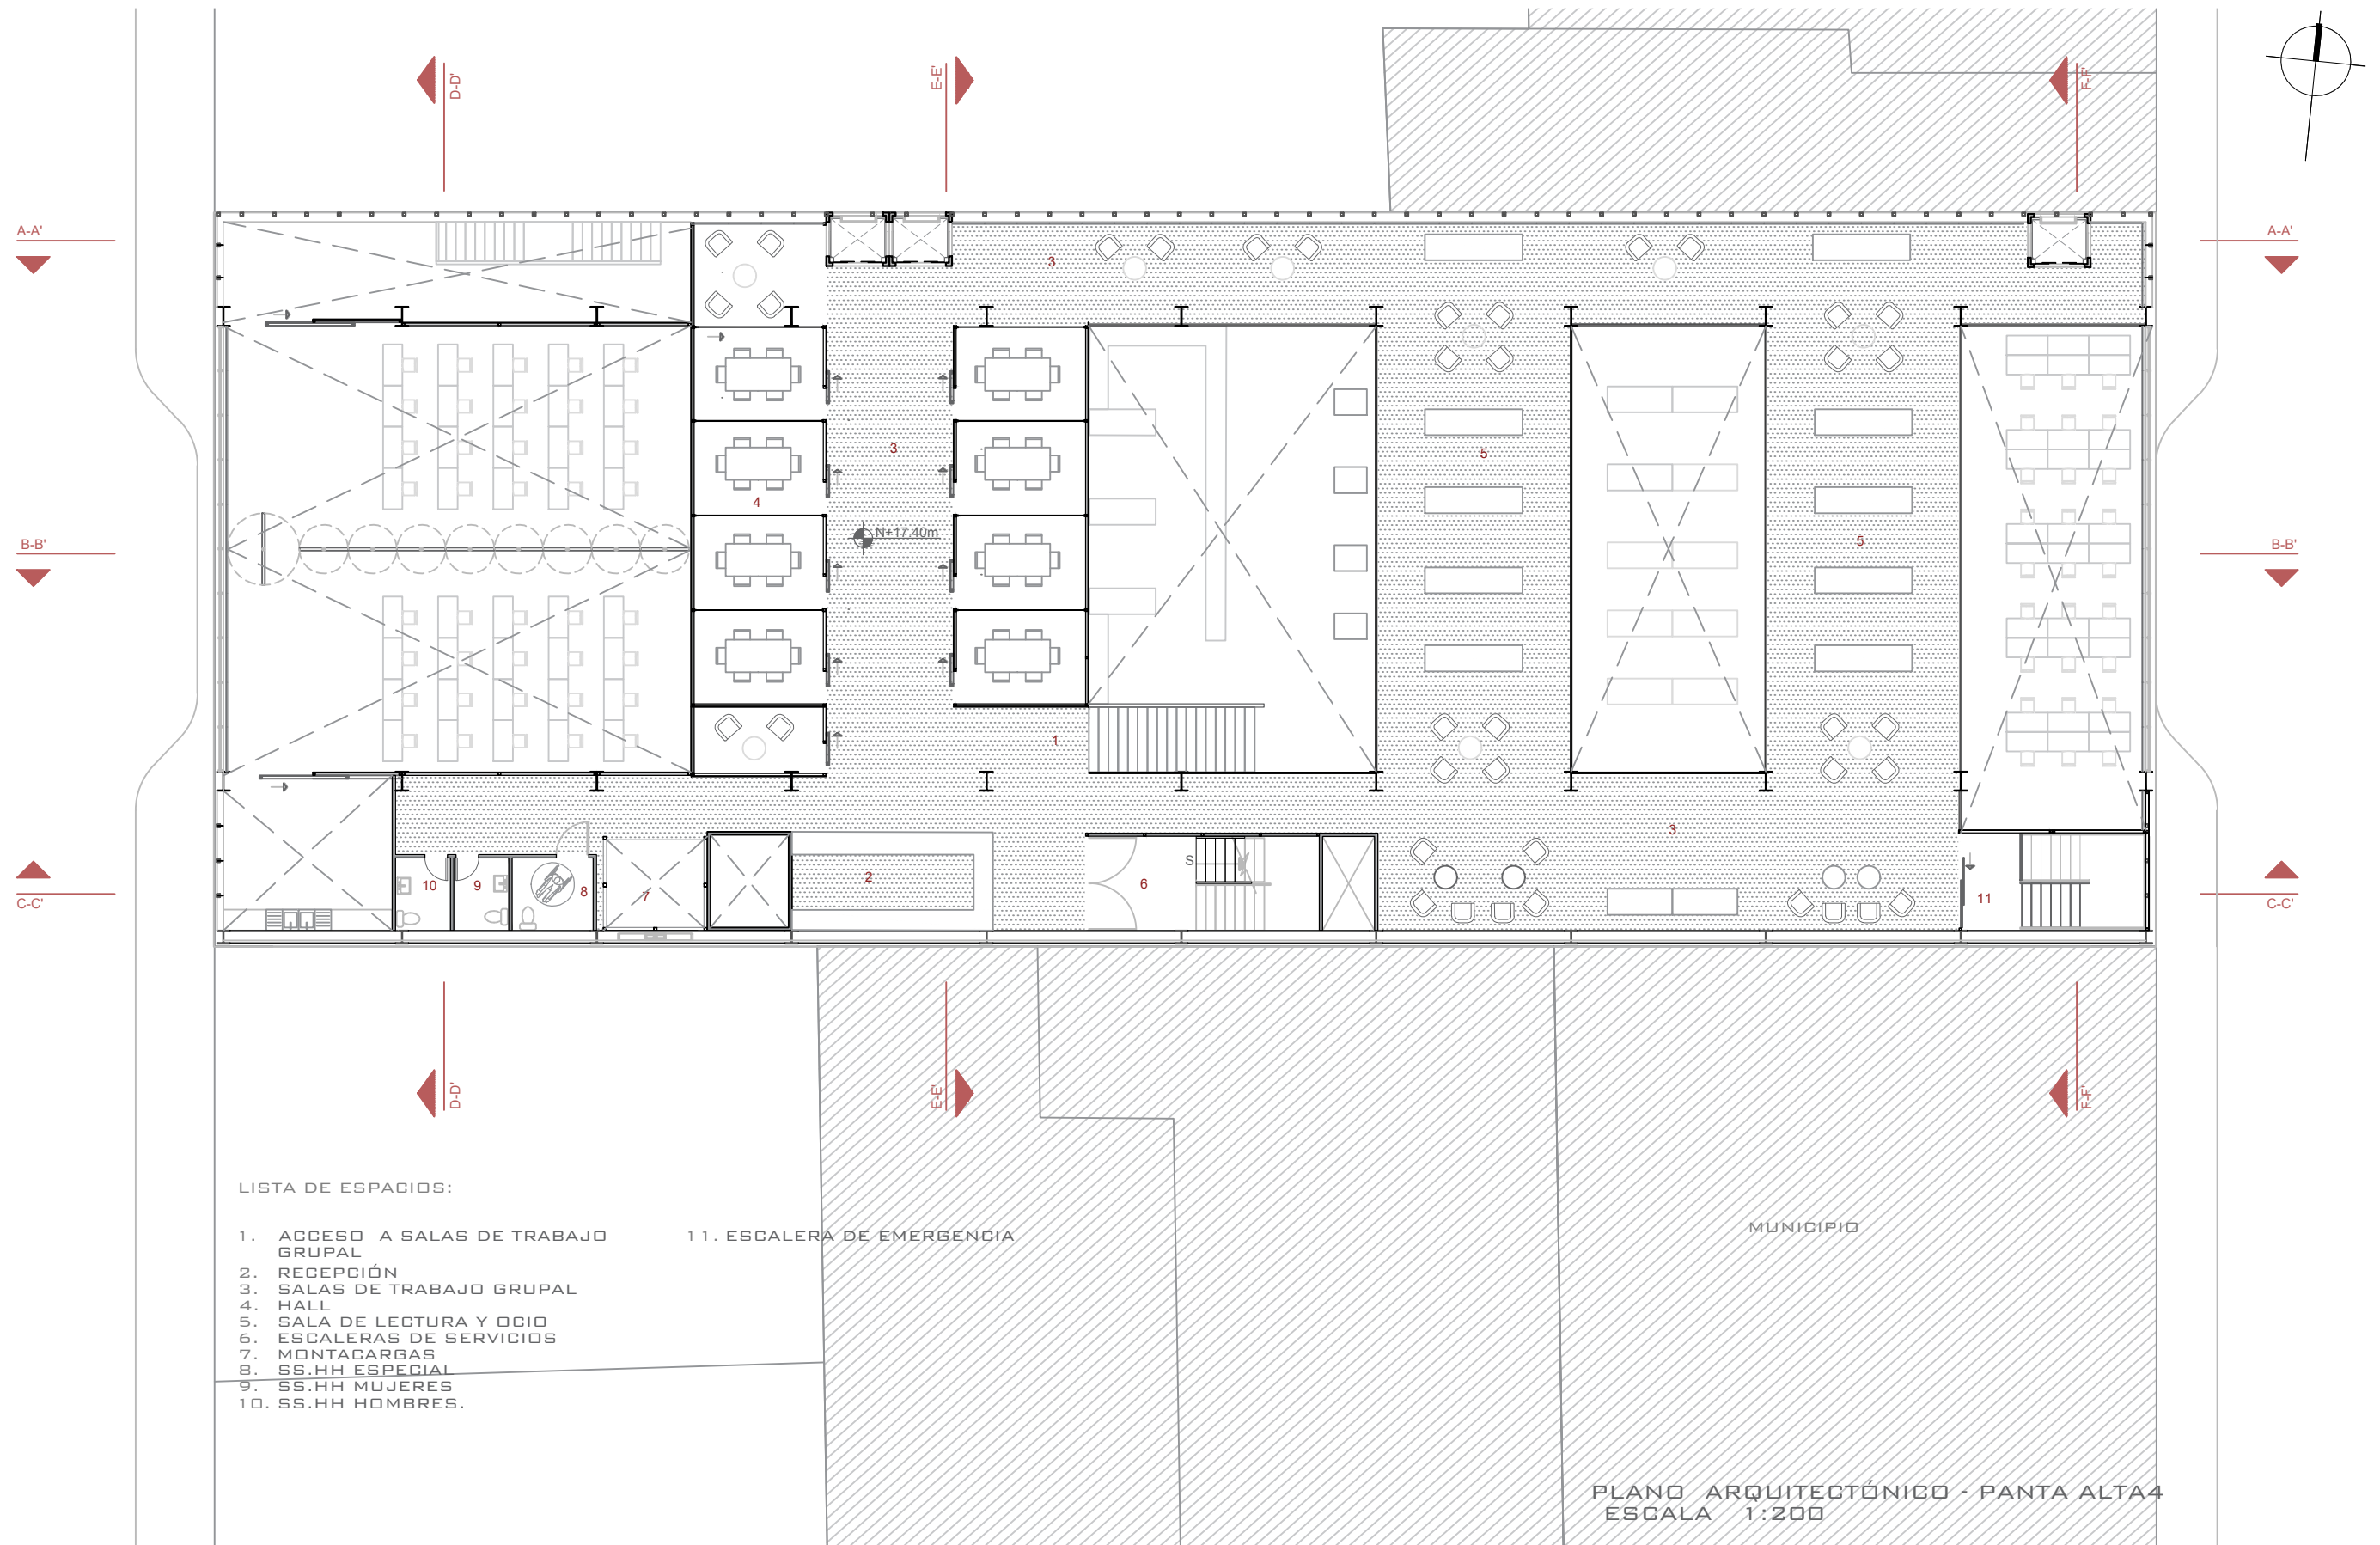 D-D'
E-E'
F-F'
A-A'
A-A'
3
3
4
5
N+17.40m
5
B-B'
B-B'
1
3
S
10
9
8
7
2
6
11
C-C'
C-C'
D-D'
E-E'
F-F'
LISTA DE ESPACIOS:
1. ACCESO A SALAS DE TRABAJO
GRUPAL
2. RECEPCIÓN
3. SALAS DE TRABAJO GRUPAL
4. HALL
5. SALA DE LECTURA Y OCIO
6. ESCALERAS DE SERVICIOS
7. MONTACARGAS
8. SS.HH ESPECIAL
9. SS.HH MUJERES
10. SS.HH HOMBRES.
11. ESCALERA DE EMERGENCIA
MUNICIPIO
PLANO ARQUITECTÓNICO - PANTA ALTA4
ESCALA 1:200